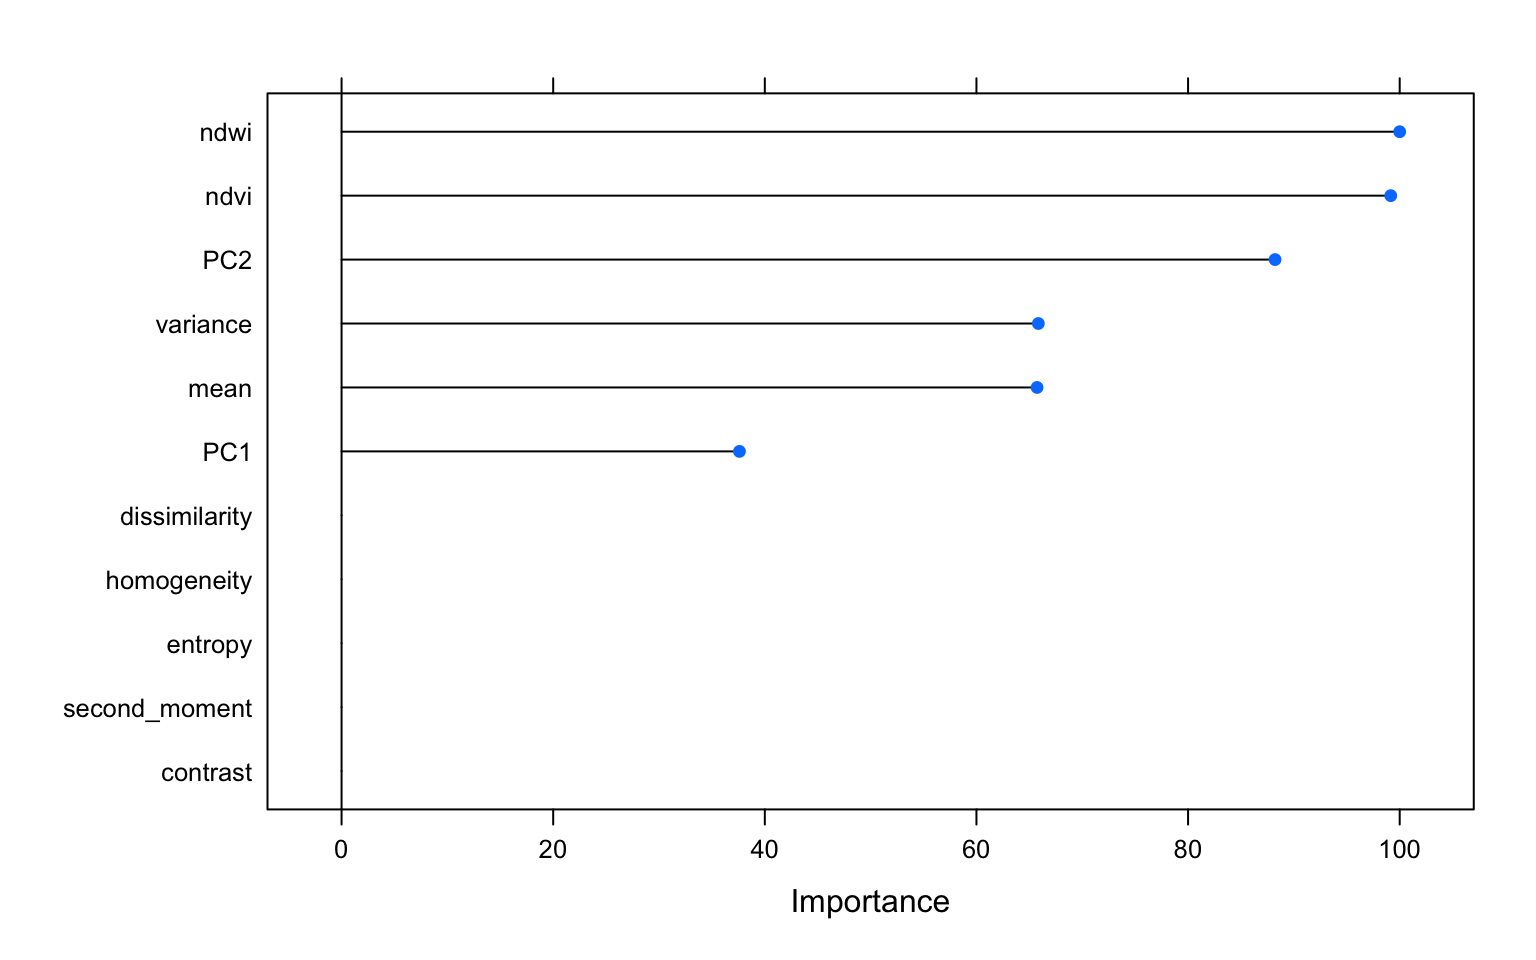 ndwi
ndvi
PC2
variance
mean
PC1
dissimilarity
homogeneity
entropy
second_moment
contrast
0 20 40 60 80 100
Importance